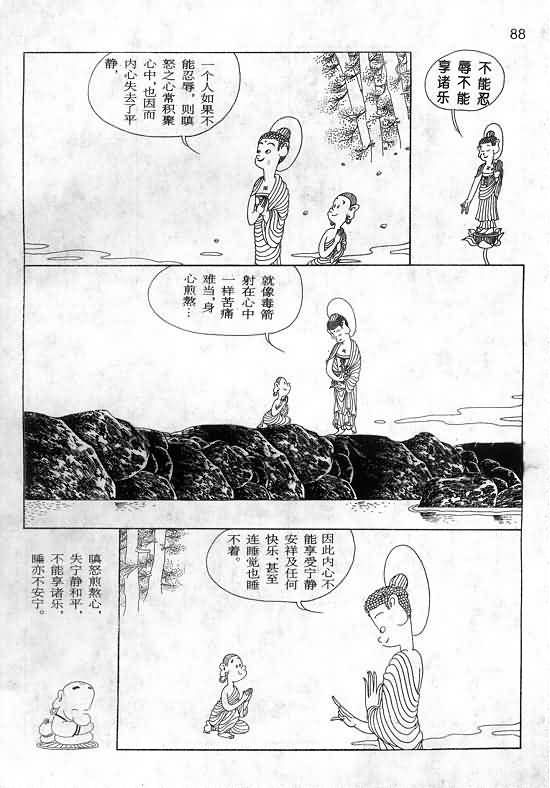 88
不能忍
辱不能
享诸乐
一个人如果不
能忍辱，则瞋
怒之心常积聚
心中，也因而
内心失去了平
静，
就像毒箭
射在心中
一样苦痛
难当，身
心煎熬…
因此内心不
能享受宁静
安祥及任何
快乐，甚至
连睡觉也睡
不着。
瞋怒煎熬心，
失宁静和平，
不能享诸乐，
睡亦不安宁。